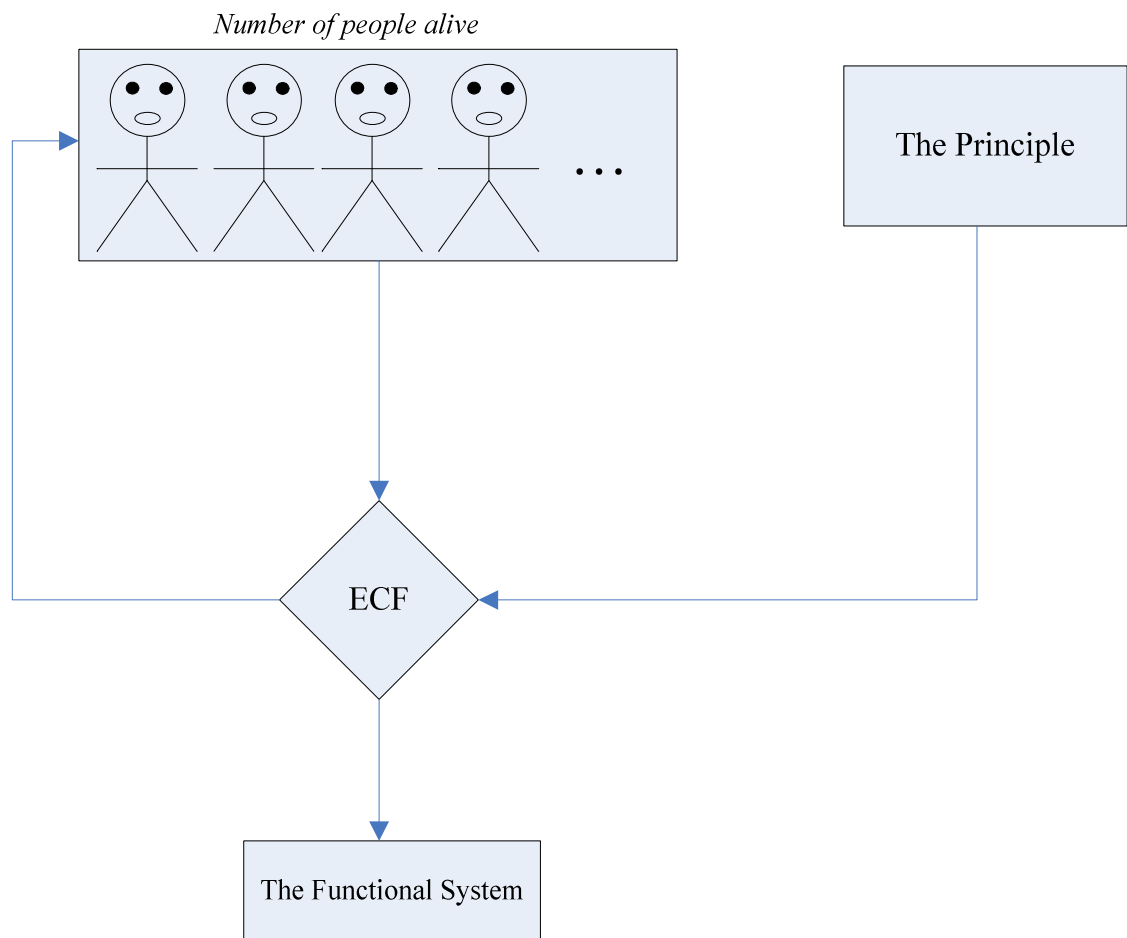 Number of people alive
The Principle
...
ECF
The Functional System